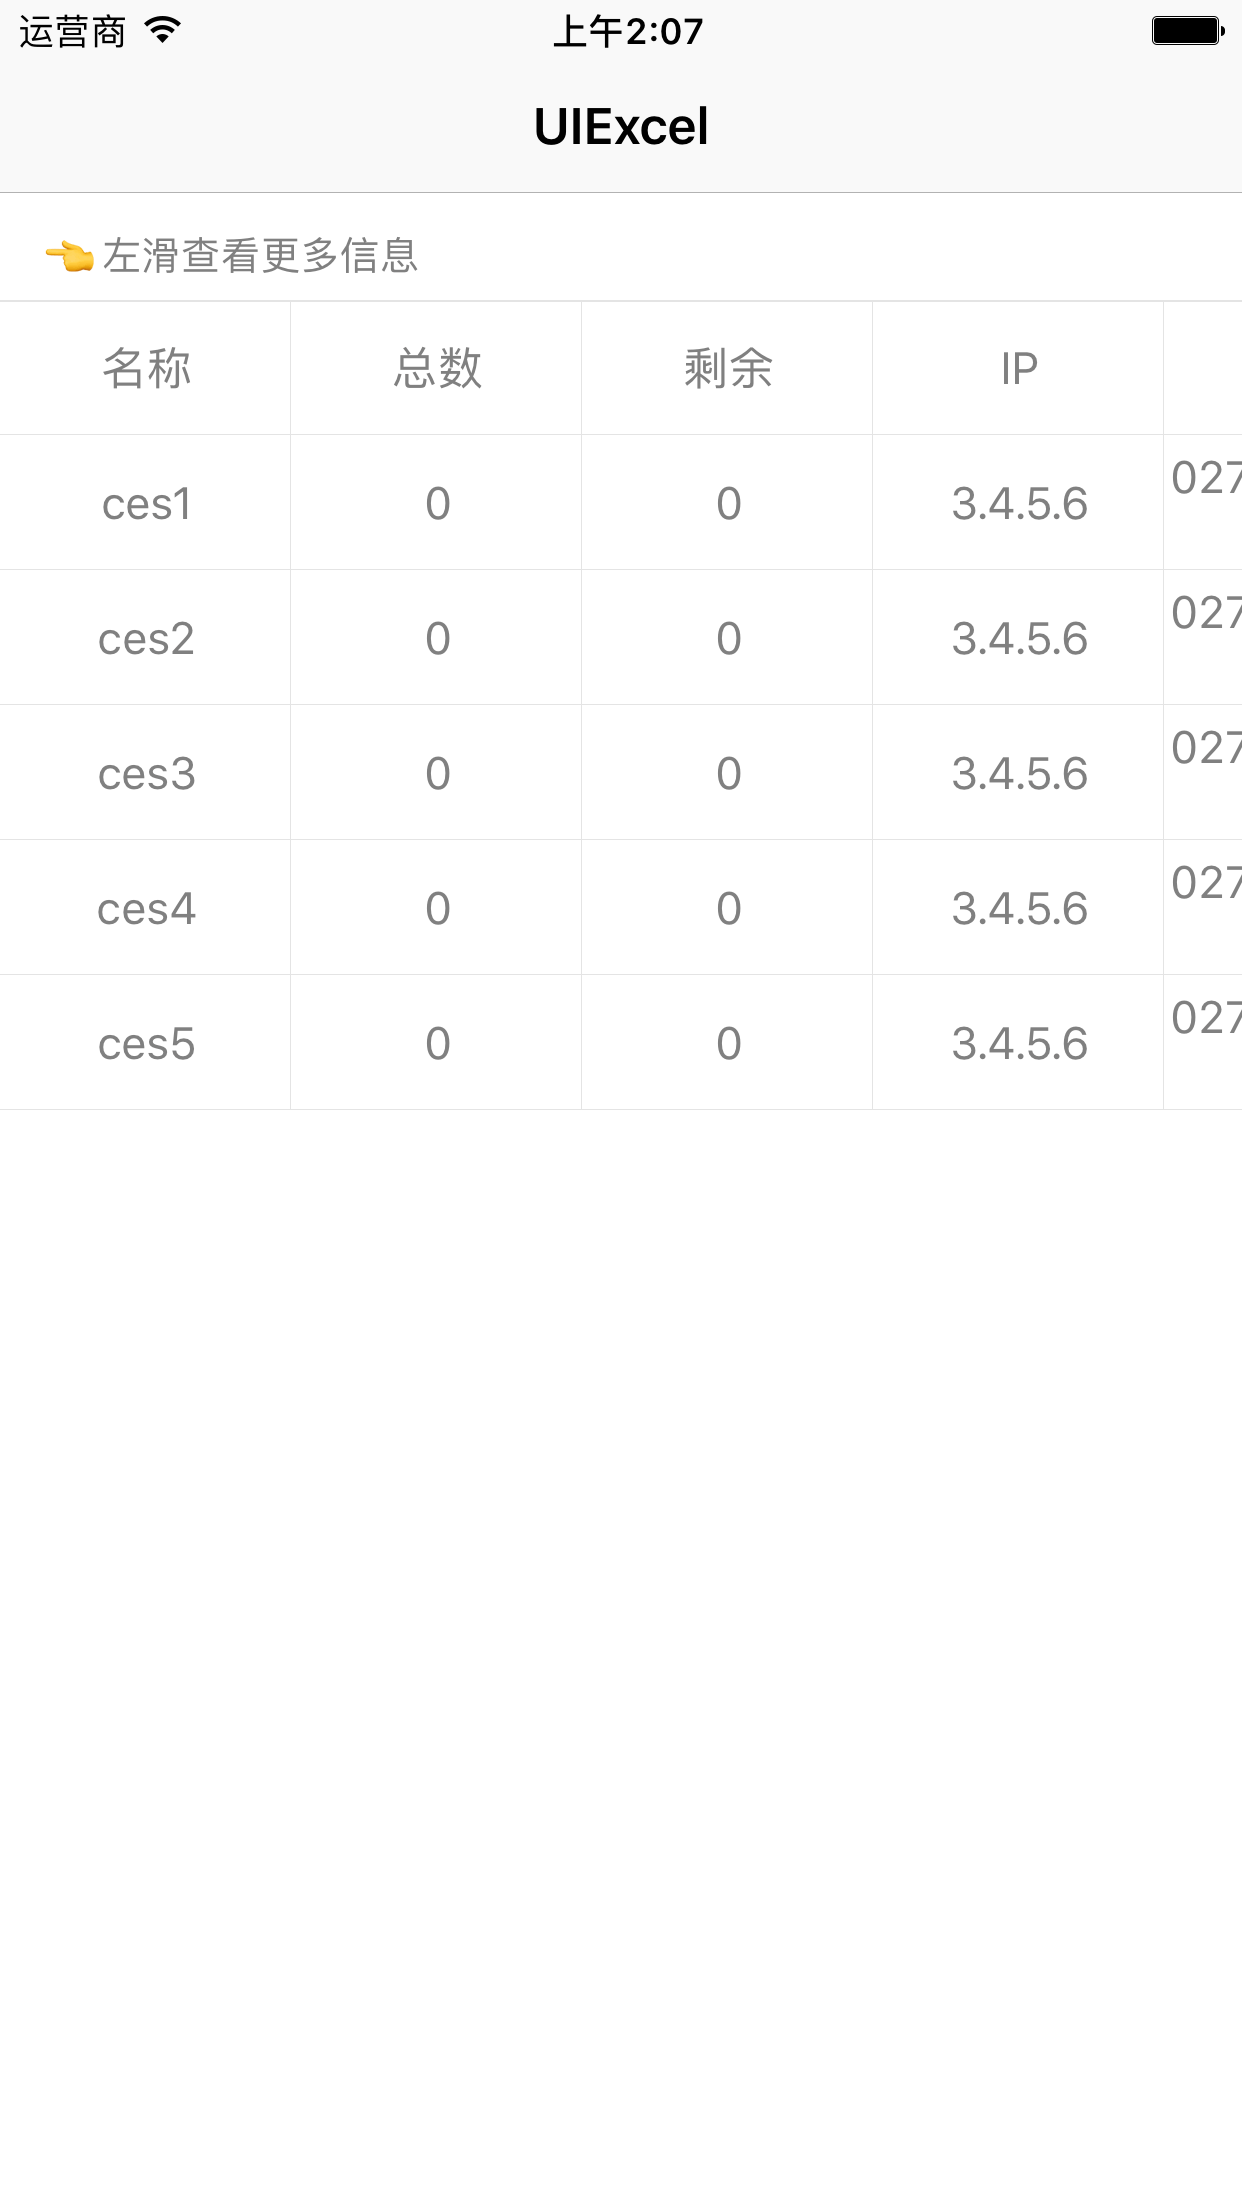 运营商 上午2:07
UIExcel
👈 左滑查看更多信息
名称 总数 剩余 IP
ces1 0 0 3.4.5.6 027
ces2 0 0 3.4.5.6 027
ces3 0 0 3.4.5.6 027
ces4 0 0 3.4.5.6 027
ces5 0 0 3.4.5.6 027